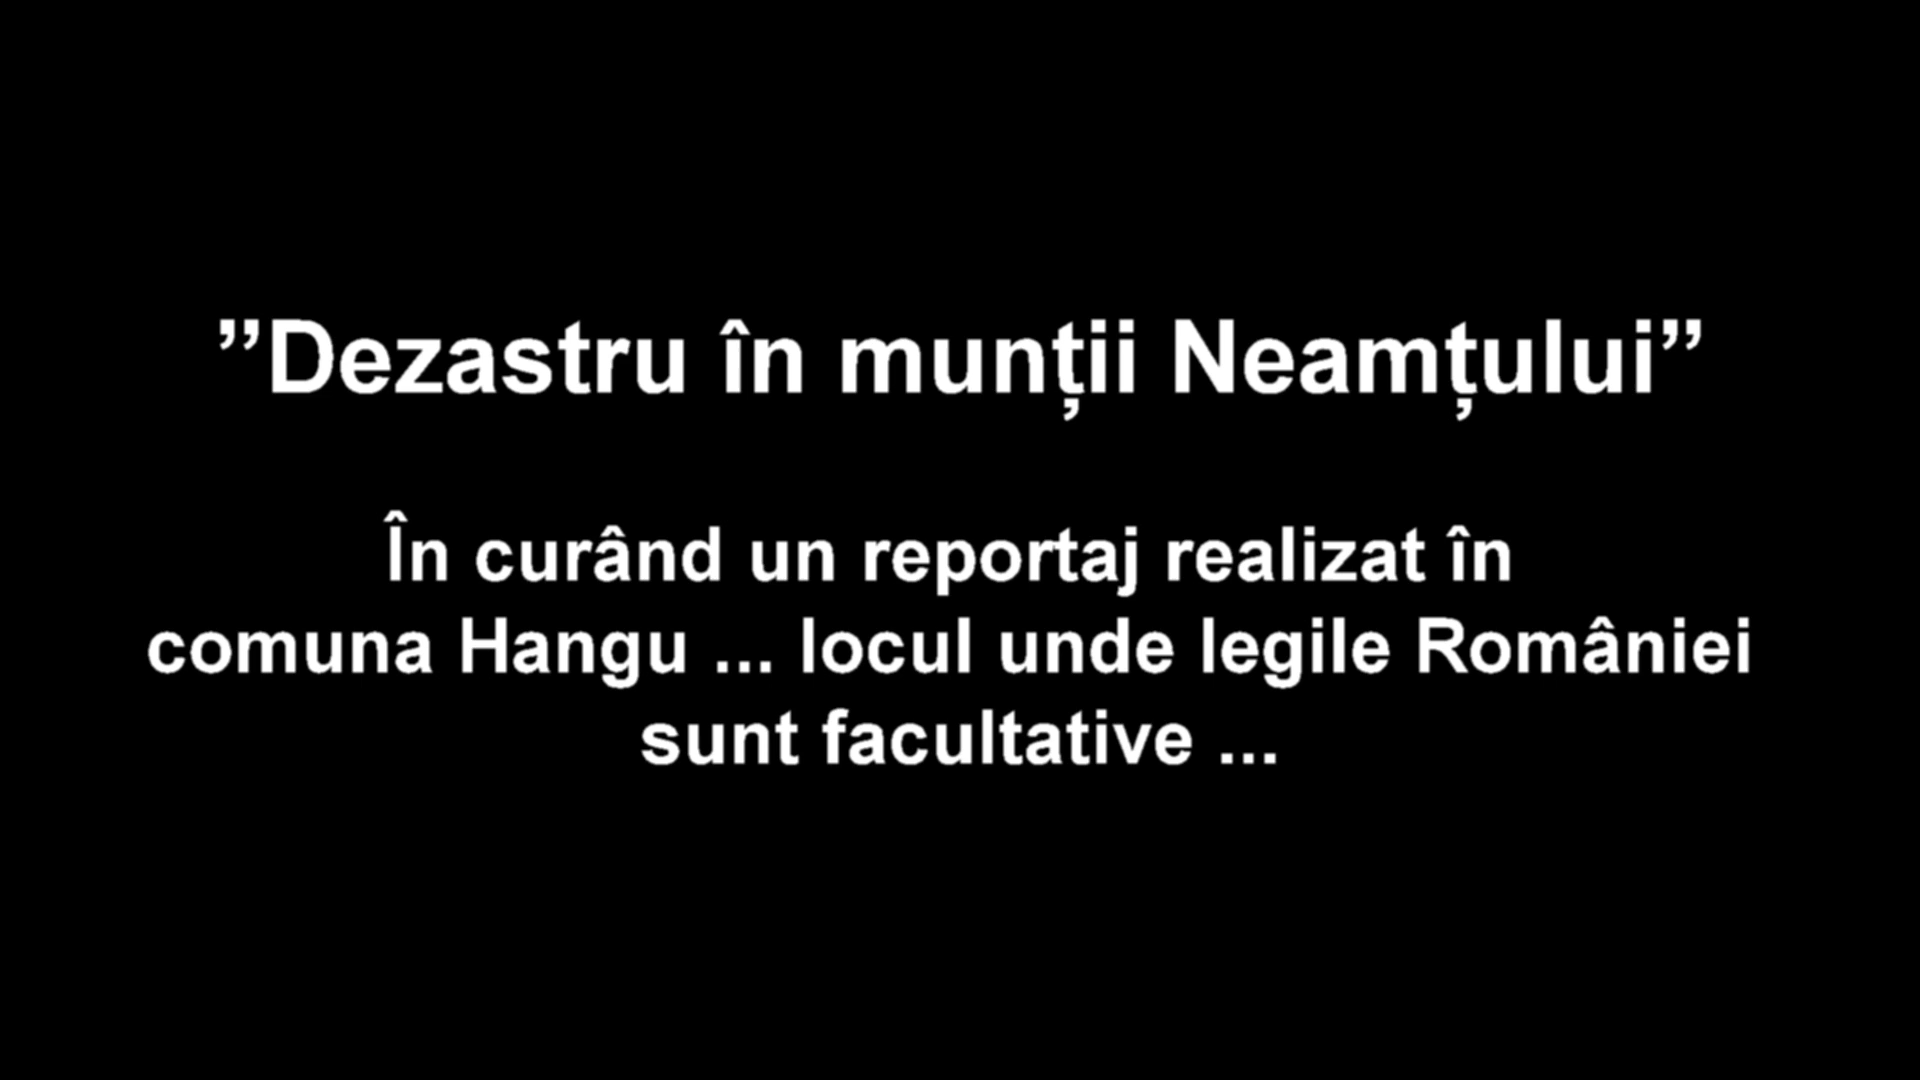 ”Dezastru în munții Neamțului”
În curând un reportaj realizat în
comuna Hangu ... locul unde legile României
sunt facultative ...